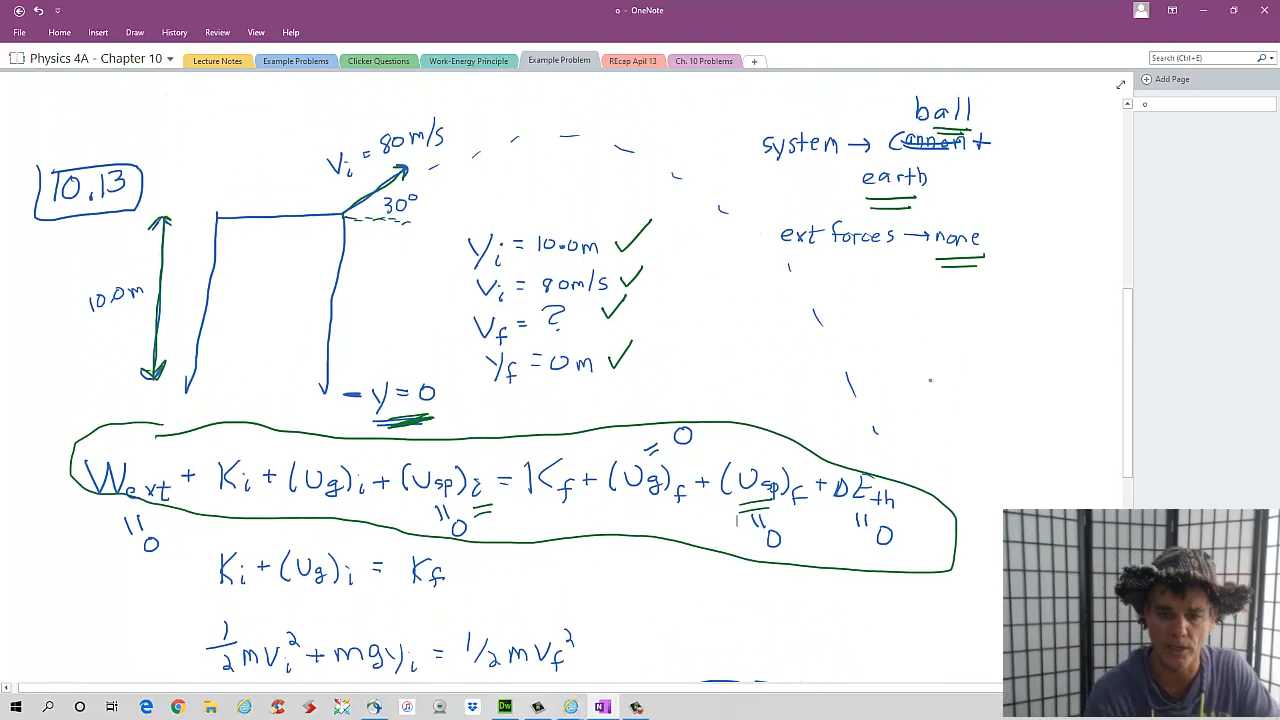 o - OneNote
File Home Insert Draw History Review View Help
Physics 4A - Chapter 10
Lecture Notes Example Problems Clicker Questions Work-Energy Principle Example Problem REcap Apil 13 Ch. 10 Problems +
Search (Ctrl+E)
Add Page
o
10.13
Vi = 80 m/s
30°
10.0 m
yi = 10.0m
Vi = 80m/s
Vf = ?
yf = 0m
y = 0
ball
system → Cannon
earth
ext forces → none
Wext + Ki + (Ug)i + (Usp)i = Kf + (Ug)f + (Usp)f + ΔEth
= 0
= 0
= 0
= 0
= 0
Ki + (Ug)i = Kf
1/2 mvi² + mgyi = 1/2 mvf²
Dw